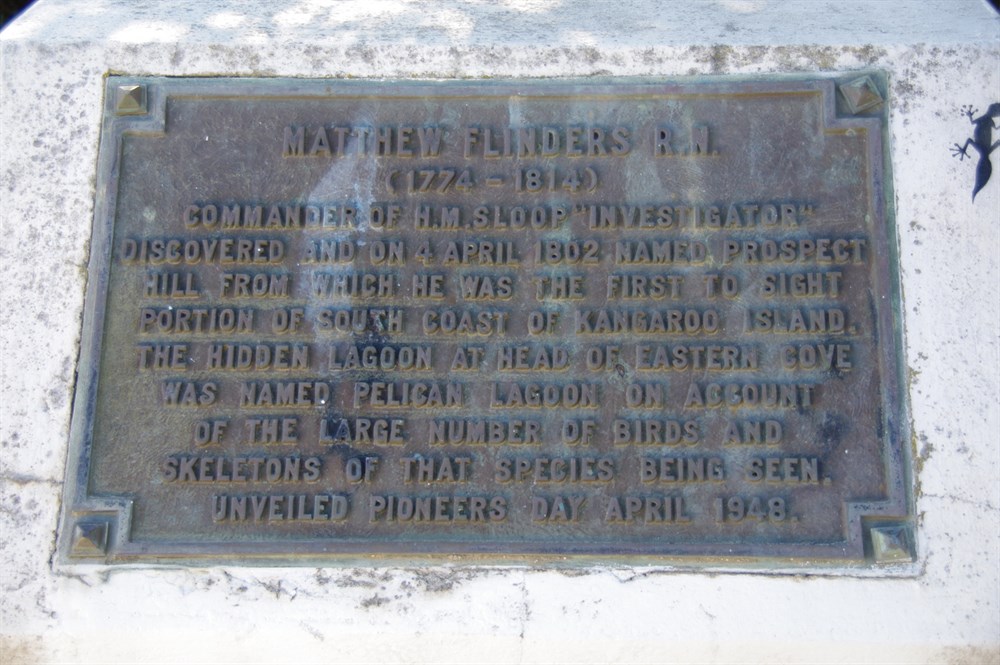 MATTHEW FLINDERS R.N.
(1774 - 1814)
COMMANDER OF H.M. SLOOP "INVESTIGATOR"
DISCOVERED AND ON 4 APRIL 1802 NAMED PROSPECT
HILL FROM WHICH HE WAS THE FIRST TO SIGHT
PORTION OF SOUTH COAST OF KANGAROO ISLAND.
THE HIDDEN LAGOON AT HEAD OF EASTERN COVE
WAS NAMED PELICAN LAGOON ON ACCOUNT
OF THE LARGE NUMBER OF BIRDS AND
SKELETONS OF THAT SPECIES BEING SEEN.
UNVEILED PIONEERS DAY APRIL 1948.